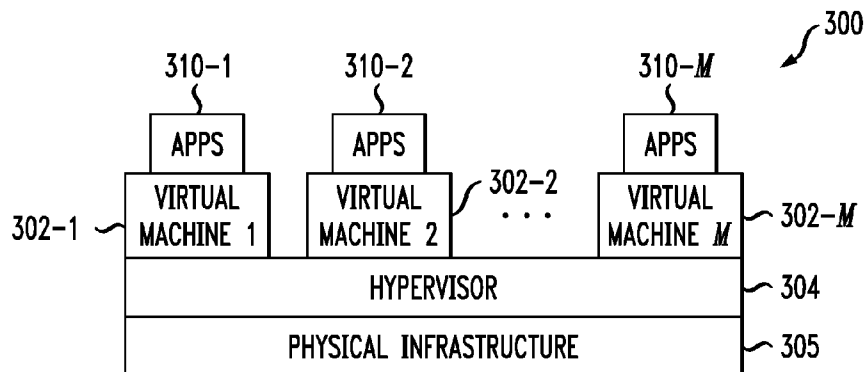 300
310-1
310-2
310-M
APPS
APPS
APPS
302-1
VIRTUAL
MACHINE 1
VIRTUAL
MACHINE 2
302-2
. . .
VIRTUAL
MACHINE M
302-M
HYPERVISOR
304
PHYSICAL INFRASTRUCTURE
305